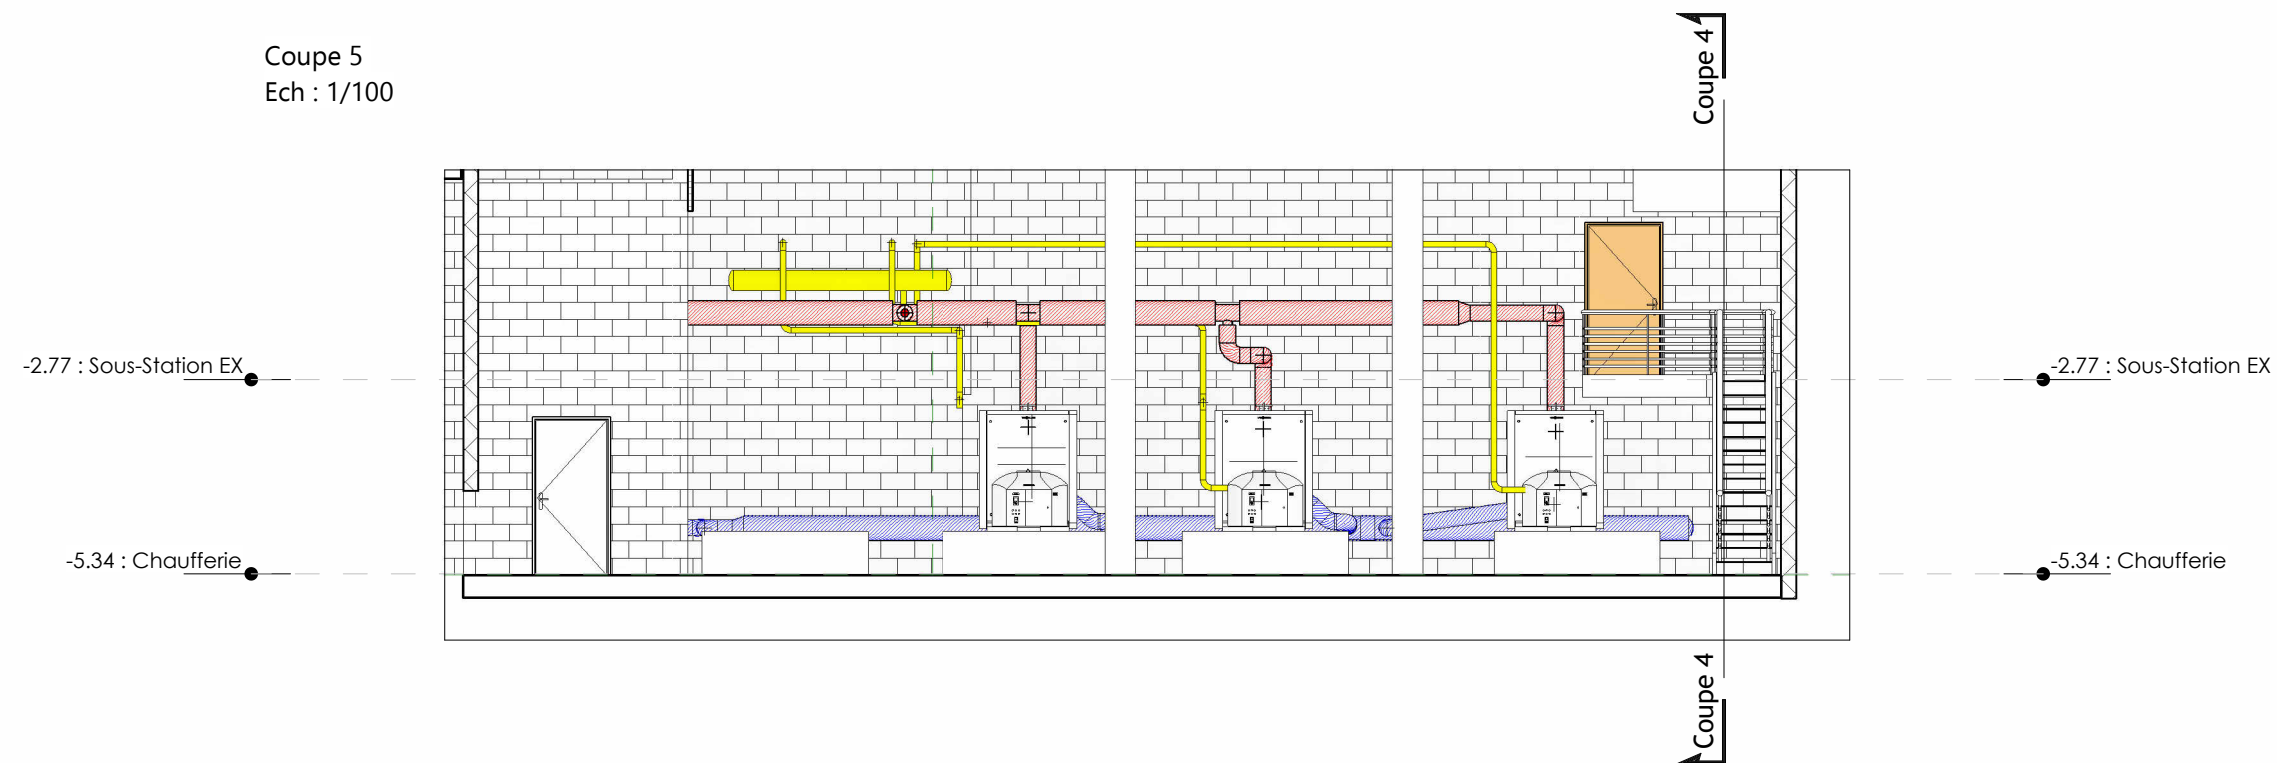 Coupe 5
Ech : 1/100
Coupe 4
-2.77 : Sous-Station EX
-2.77 : Sous-Station EX
-5.34 : Chaufferie
-5.34 : Chaufferie
Coupe 4